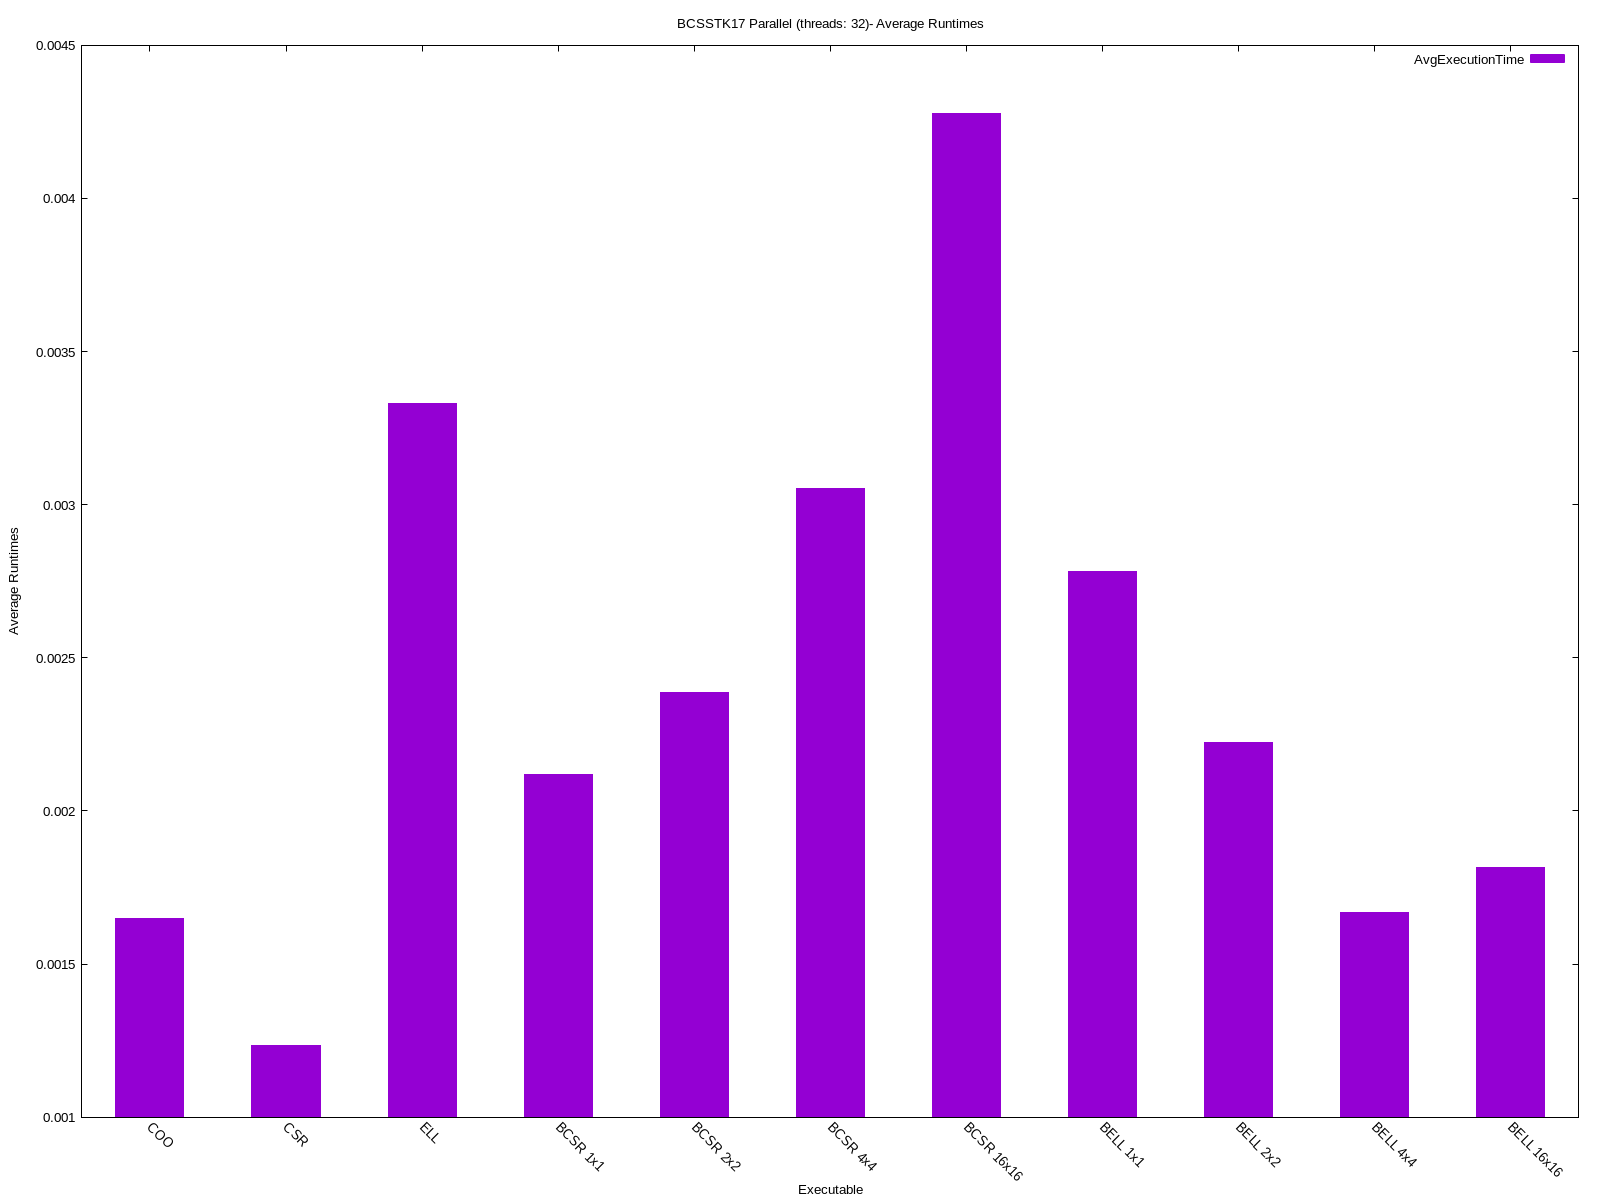 BCSSTK17 Parallel (threads: 32)- Average Runtimes
AvgExecutionTime
0.0045
0.004
0.0035
0.003
0.0025
0.002
0.0015
0.001
Average Runtimes
COO
CSR
ELL
BCSR 1x1
BCSR 2x2
BCSR 4x4
BCSR 16x16
BELL 1x1
BELL 2x2
BELL 4x4
BELL 16x16
Executable